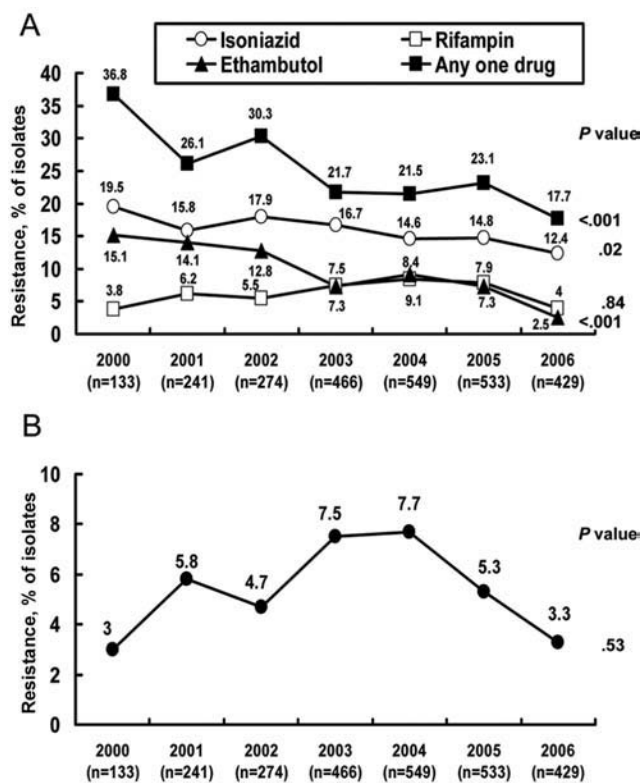 A
Isoniazid Rifampin
Ethambutol Any one drug
Resistance, % of isolates
40
35
30
25
20
15
10
5
0
36.8 26.1 30.3 21.7 21.5 23.1 17.7
19.5 15.8 17.9 16.7 14.6 14.8 12.4
15.1 14.1 12.8 7.3 9.1 7.3 2.5
3.8 6.2 5.5 7.5 8.4 7.9 4
P value
<.001
.02
.84
<.001
2000 2001 2002 2003 2004 2005 2006
(n=133) (n=241) (n=274) (n=466) (n=549) (n=533) (n=429)
B
Resistance, % of isolates
10
8
6
4
2
0
3 5.8 4.7 7.5 7.7 5.3 3.3
P value
.53
2000 2001 2002 2003 2004 2005 2006
(n=133) (n=241) (n=274) (n=466) (n=549) (n=533) (n=429)